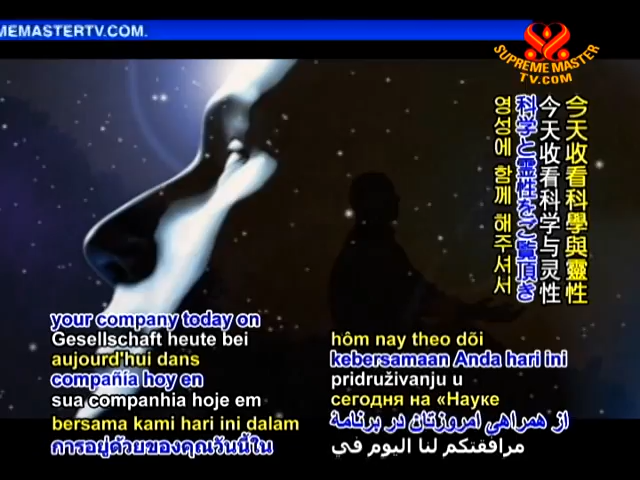 MEMASTERTV.COM.
SUPREME MASTER
TV.COM
今天收看科學與靈性
今天收看科学与灵性
科学と靈性をご覧頂き
영성에 함께 해주셔서
your company today on
Gesellschaft heute bei
aujourd'hui dans
compañía hoy en
sua companhia hoje em
bersama kami hari ini dalam
การอยู่ด้วยของคุณวันนี้ใน
hôm nay theo dõi
kebersamaan Anda hari ini
pridruživanju u
сегодня на «Науке
از همراهي امروزتان در برنامة
مرافقتكم لنا اليوم في